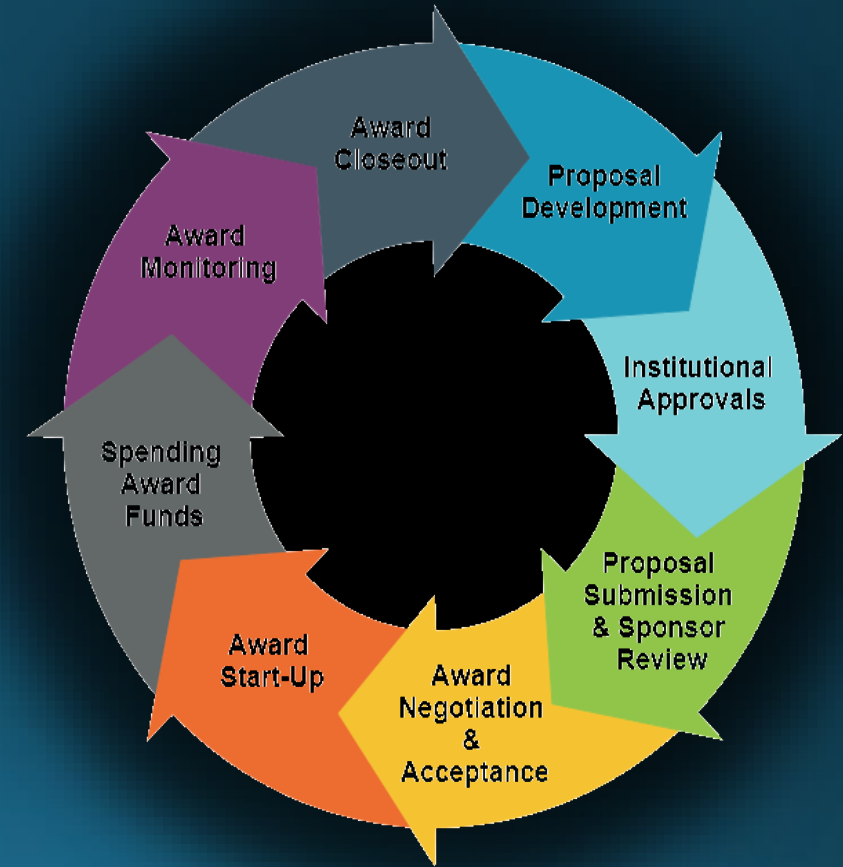 Award
Closeout
Proposal
Development
Institutional
Approvals
Proposal
Submission
& Sponsor
Review
Award
Negotiation
&
Acceptance
Award
Start-Up
Spending
Award
Funds
Award
Monitoring